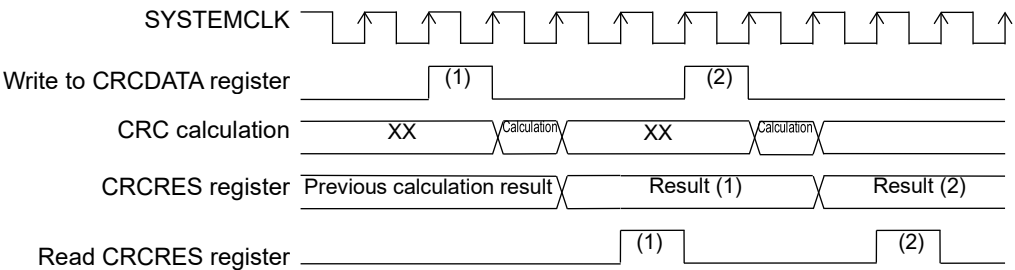 SYSTEMCLK
Write to CRCDATA register (1) (2)
CRC calculation XX Calculation XX Calculation
CRCRES register Previous calculation result Result (1) Result (2)
Read CRCRES register (1) (2)